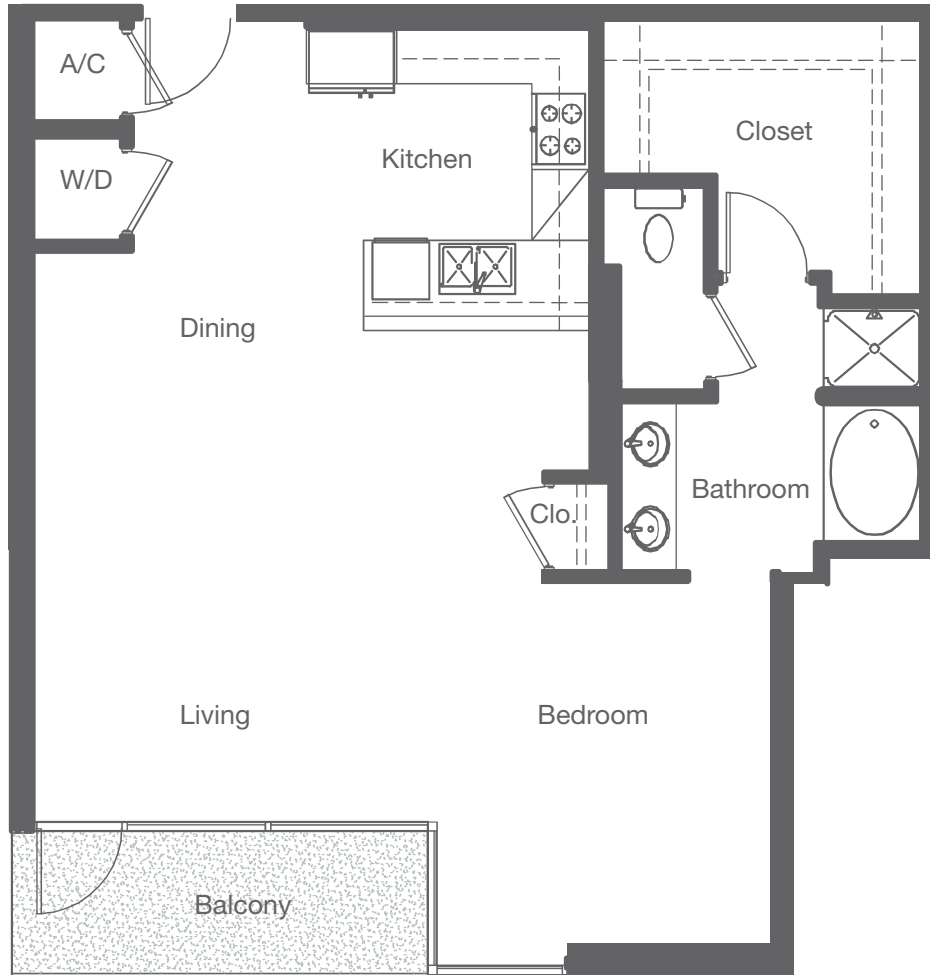 A/C
Closet
Kitchen
W/D
Dining
Bathroom
Clo.
Living
Bedroom
Balcony